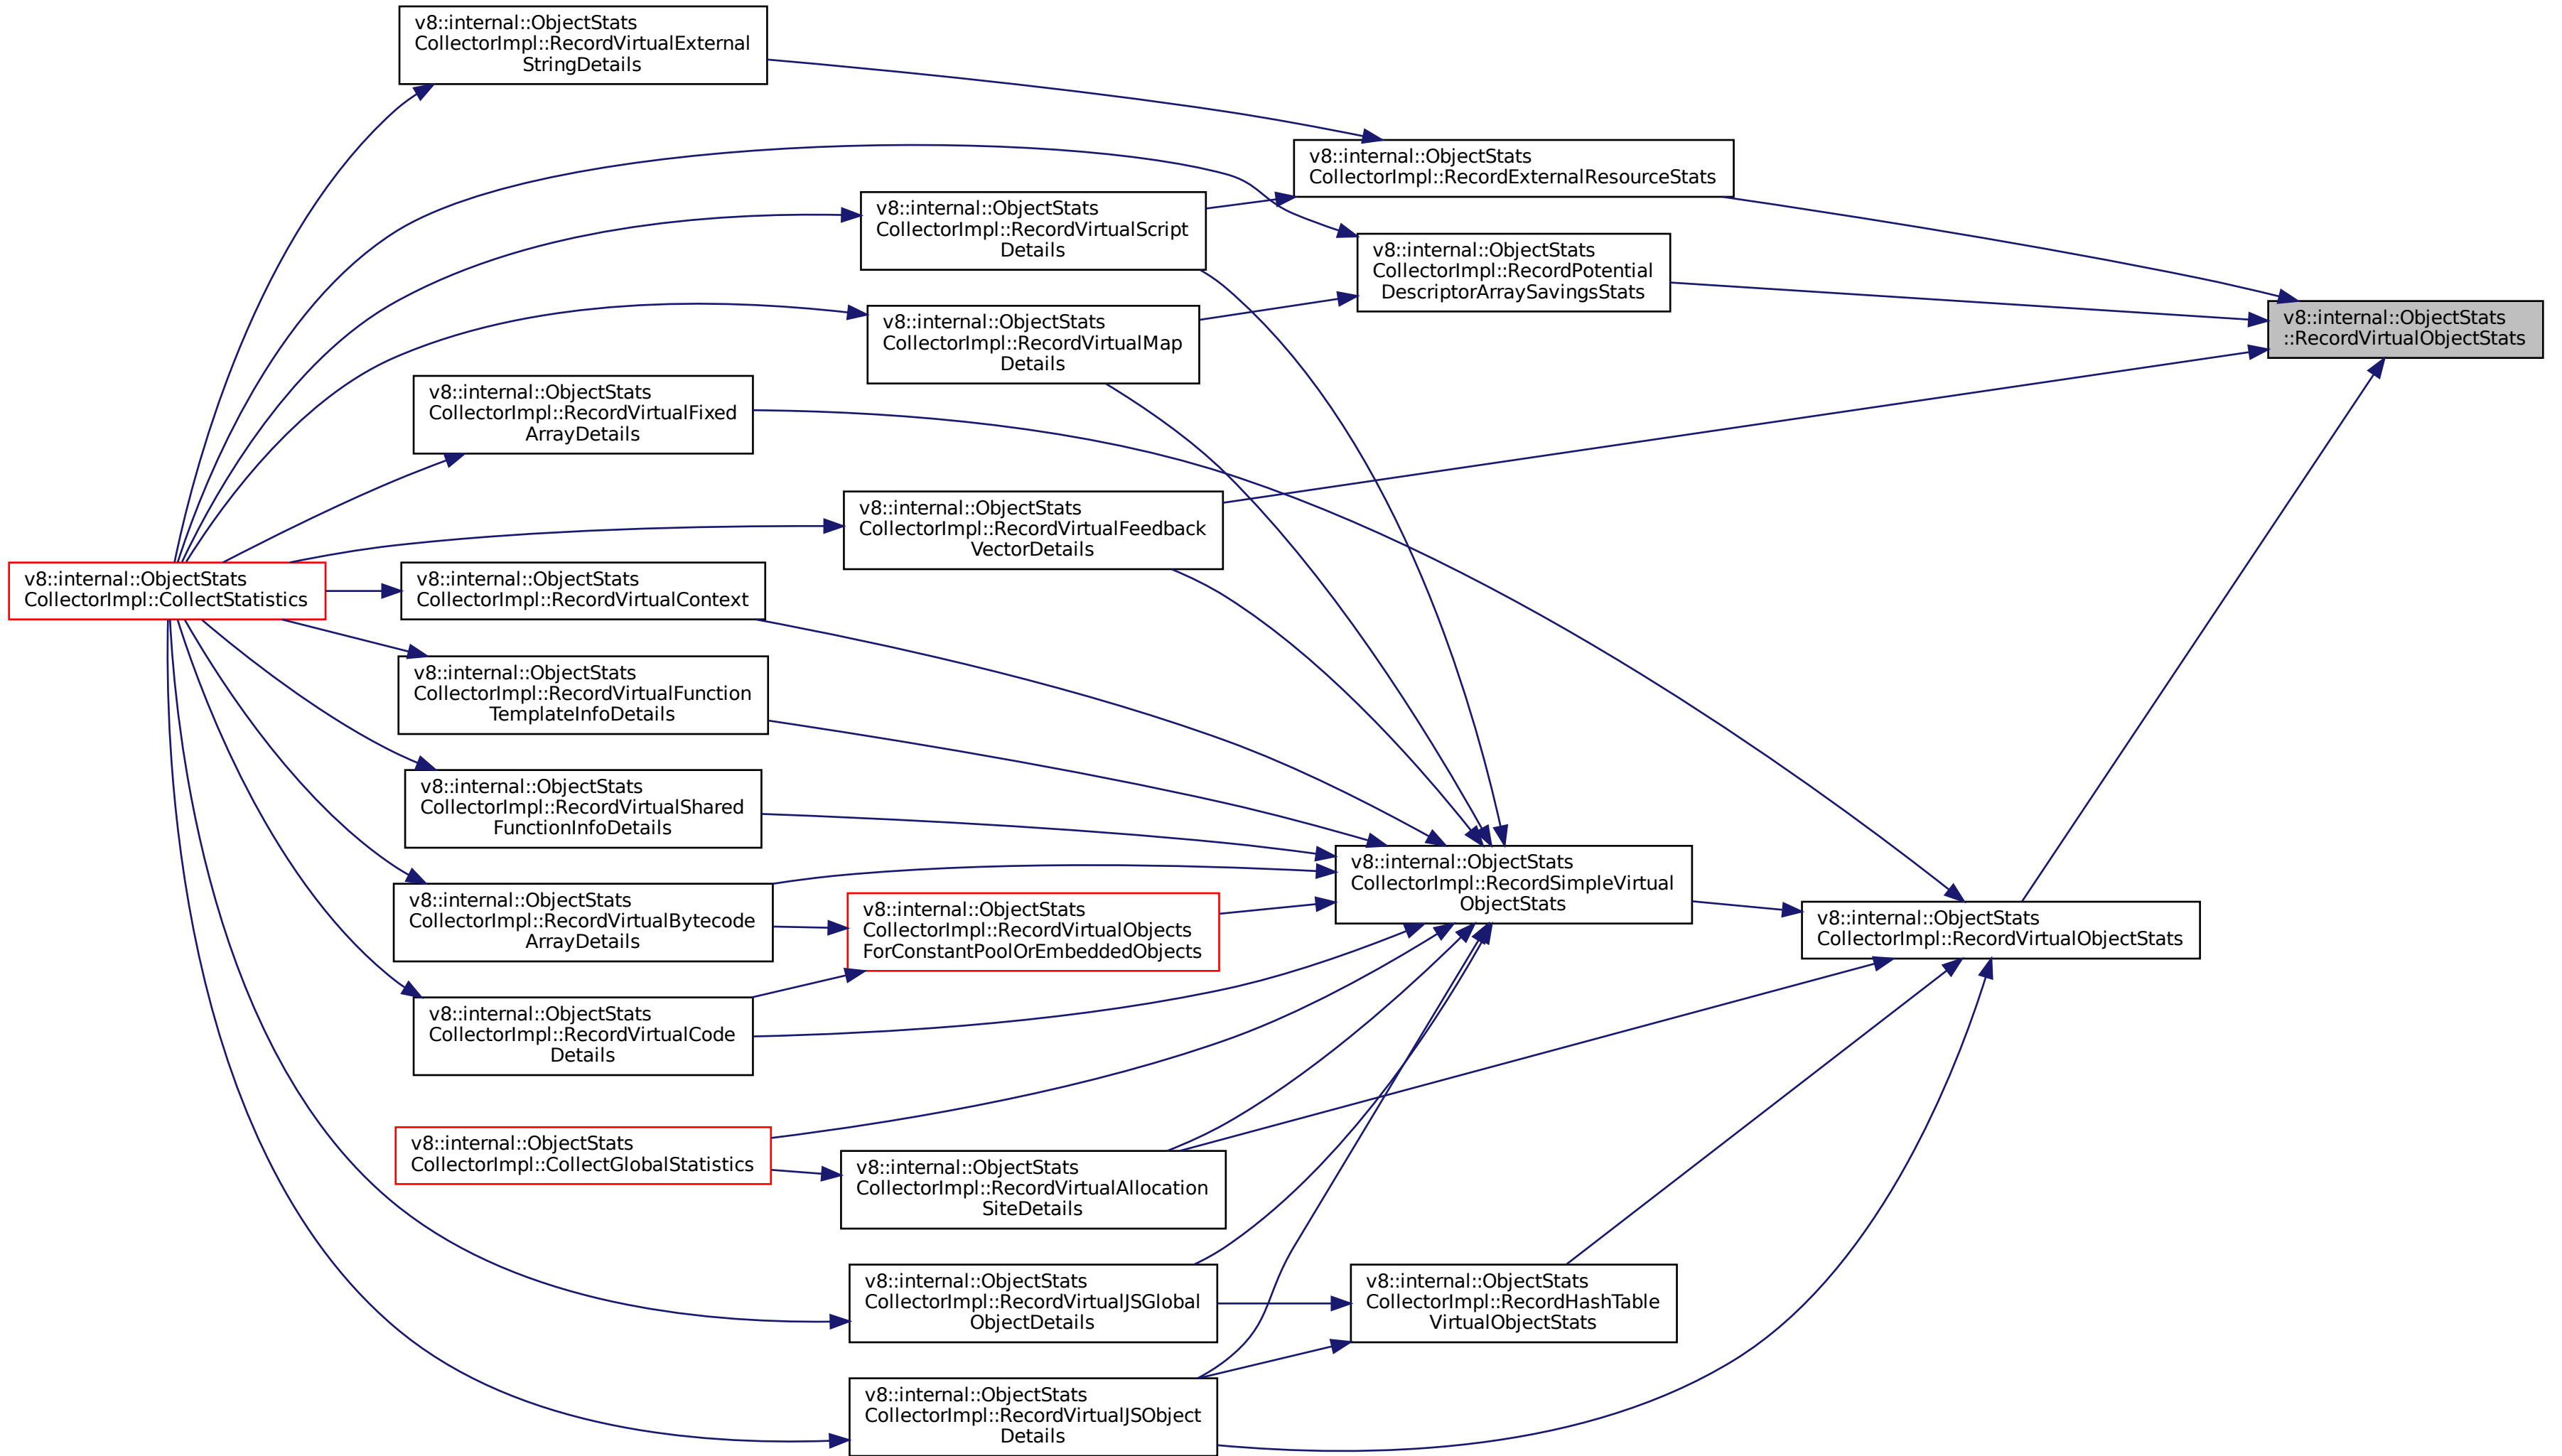 v8::internal::ObjectStats
CollectorImpl::RecordVirtualExternal
StringDetails
v8::internal::ObjectStats
CollectorImpl::RecordExternalResourceStats
v8::internal::ObjectStats
CollectorImpl::RecordVirtualScript
Details
v8::internal::ObjectStats
CollectorImpl::RecordPotential
DescriptorArraySavingsStats
v8::internal::ObjectStats
::RecordVirtualObjectStats
v8::internal::ObjectStats
CollectorImpl::RecordVirtualMap
Details
v8::internal::ObjectStats
CollectorImpl::RecordVirtualFixed
ArrayDetails
v8::internal::ObjectStats
CollectorImpl::RecordVirtualFeedback
VectorDetails
v8::internal::ObjectStats
CollectorImpl::CollectStatistics
v8::internal::ObjectStats
CollectorImpl::RecordVirtualContext
v8::internal::ObjectStats
CollectorImpl::RecordVirtualFunction
TemplateInfoDetails
v8::internal::ObjectStats
CollectorImpl::RecordVirtualShared
FunctionInfoDetails
v8::internal::ObjectStats
CollectorImpl::RecordSimpleVirtual
ObjectStats
v8::internal::ObjectStats
CollectorImpl::RecordVirtualBytecode
ArrayDetails
v8::internal::ObjectStats
CollectorImpl::RecordVirtualObjects
ForConstantPoolOrEmbeddedObjects
v8::internal::ObjectStats
CollectorImpl::RecordVirtualObjectStats
v8::internal::ObjectStats
CollectorImpl::RecordVirtualCode
Details
v8::internal::ObjectStats
CollectorImpl::CollectGlobalStatistics
v8::internal::ObjectStats
CollectorImpl::RecordVirtualAllocation
SiteDetails
v8::internal::ObjectStats
CollectorImpl::RecordVirtualJSGlobal
ObjectDetails
v8::internal::ObjectStats
CollectorImpl::RecordHashTable
VirtualObjectStats
v8::internal::ObjectStats
CollectorImpl::RecordVirtualJSObject
Details